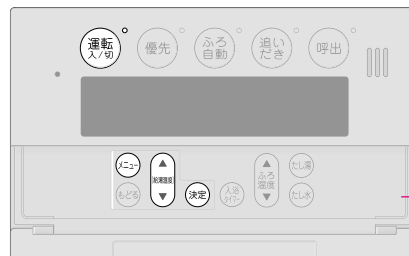 運転
入/切
優先
ふろ
自動
追い
だき
呼出
メニュー
▲
給湯温度
▼
もどる
決定
入浴
タイマー
▲
ふろ
温度
▼
たし湯
たし水